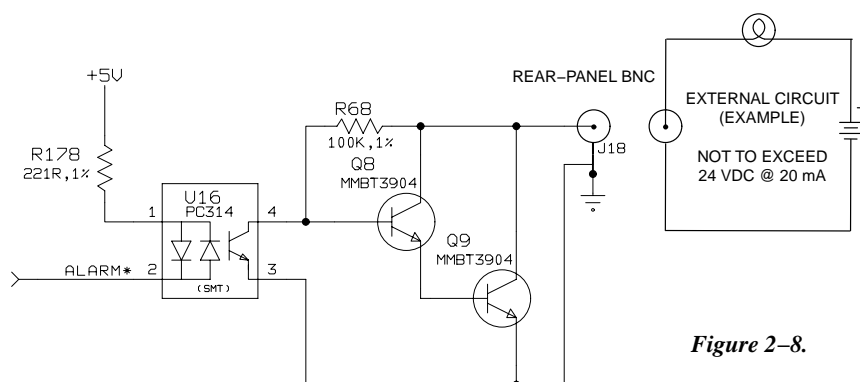 +5V
R178
221R,1%
ALARM*
1
2
U16
PC314
4
3
(SMT)
R68
100K,1%
Q8
MMBT3904
Q9
MMBT3904
REAR–PANEL BNC
J18
EXTERNAL CIRCUIT
(EXAMPLE)
NOT TO EXCEED
24 VDC @ 20 mA
Figure 2–8.